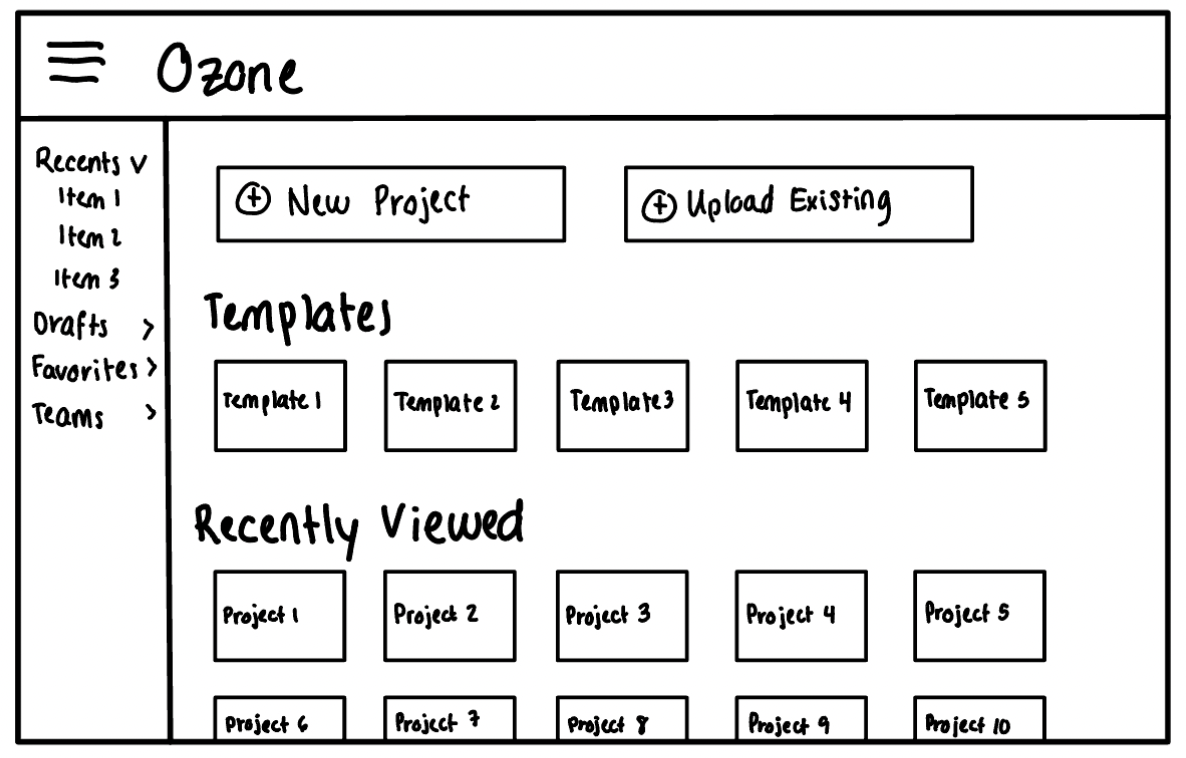 Ozone
Recents v
Item 1
Item 2
Item 3
Drafts >
Favorites >
Teams >
+ New Project
+ Upload Existing
Templates
Template 1
Template 2
Template 3
Template 4
Template 5
Recently Viewed
Project 1
Project 2
Project 3
Project 4
Project 5
Project 6
Project 7
Project 8
Project 9
Project 10